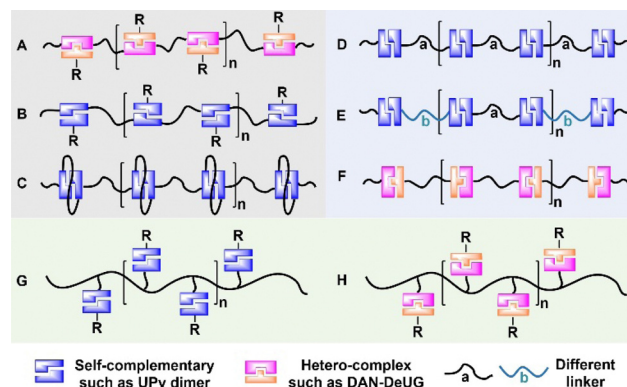 R R
A n
R R
D a a n
R R
B n
R R
E b a b n
C n
F n
R R
G n
R R
R R
H n
R R
Self-complementary
such as UPy dimer
Hetero-complex
such as DAN-DeUG
a b
Different
linker